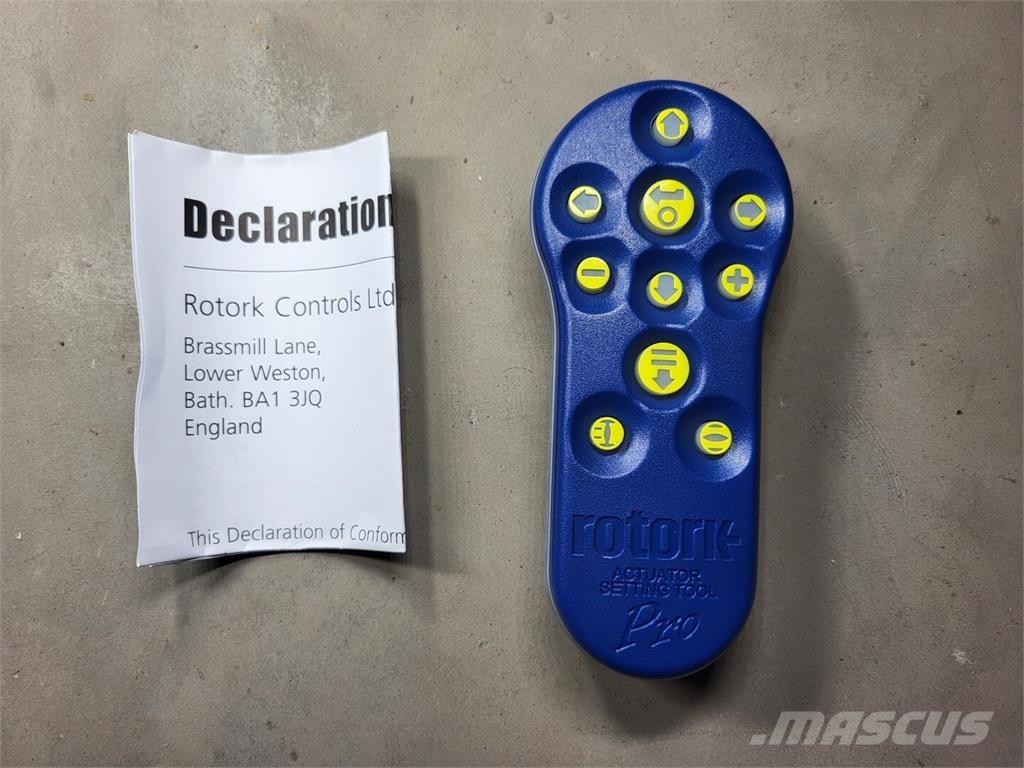 Declaration
Rotork Controls Ltd
Brassmill Lane,
Lower Weston,
Bath. BA1 3JQ
England
This Declaration of Conform
rotork
ACTUATOR
SETTING TOOL
Pro
MASCUS